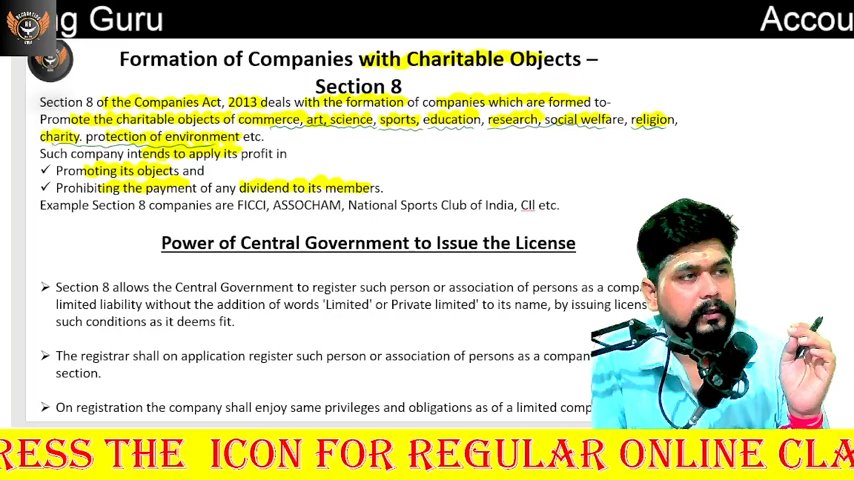 ng Guru
Accou
Formation of Companies with Charitable Objects –
Section 8
Section 8 of the Companies Act, 2013 deals with the formation of companies which are formed to-
Promote the charitable objects of commerce, art, science, sports, education, research, social welfare, religion,
charity. protection of environment etc.
Such company intends to apply its profit in
✓ Promoting its objects and
✓ Prohibiting the payment of any dividend to its members.
Example Section 8 companies are FICCI, ASSOCHAM, National Sports Club of India, CII etc.
Power of Central Government to Issue the License
➤ Section 8 allows the Central Government to register such person or association of persons as a comp
limited liability without the addition of words 'Limited' or Private limited' to its name, by issuing licens
such conditions as it deems fit.
➤ The registrar shall on application register such person or association of persons as a compan
section.
➤ On registration the company shall enjoy same privileges and obligations as of a limited comp
RESS THE ICON FOR REGULAR ONLINE CLA